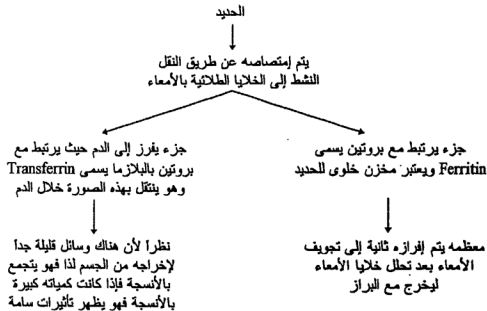 الحديد
يتم إمتصاصه عن طريق النقل
النشط إلى الخلايا الطلائية بالأمعاء
جزء يرتبط مع بروتين يسمى
Ferritin ويعتبر مخزن خلوى للحديد
جزء يفرز إلى الدم حيث يرتبط مع
بروتين بالبلازما يسمى Transferrin
وهو ينتقل بهذه الصورة خلال الدم
معظمه يتم إفرازه ثانية إلى تجويف
الأمعاء بعد تحلل خلايا الأمعاء
ليخرج مع البراز
نظراً لأن هناك وسائل قليلة جداً
لإخراجه من الجسم لذا فهو يتجمع
بالأنسجة فإذا كانت كمياته كبيرة
بالأنسجة فهو يظهر تأثيرات سامة